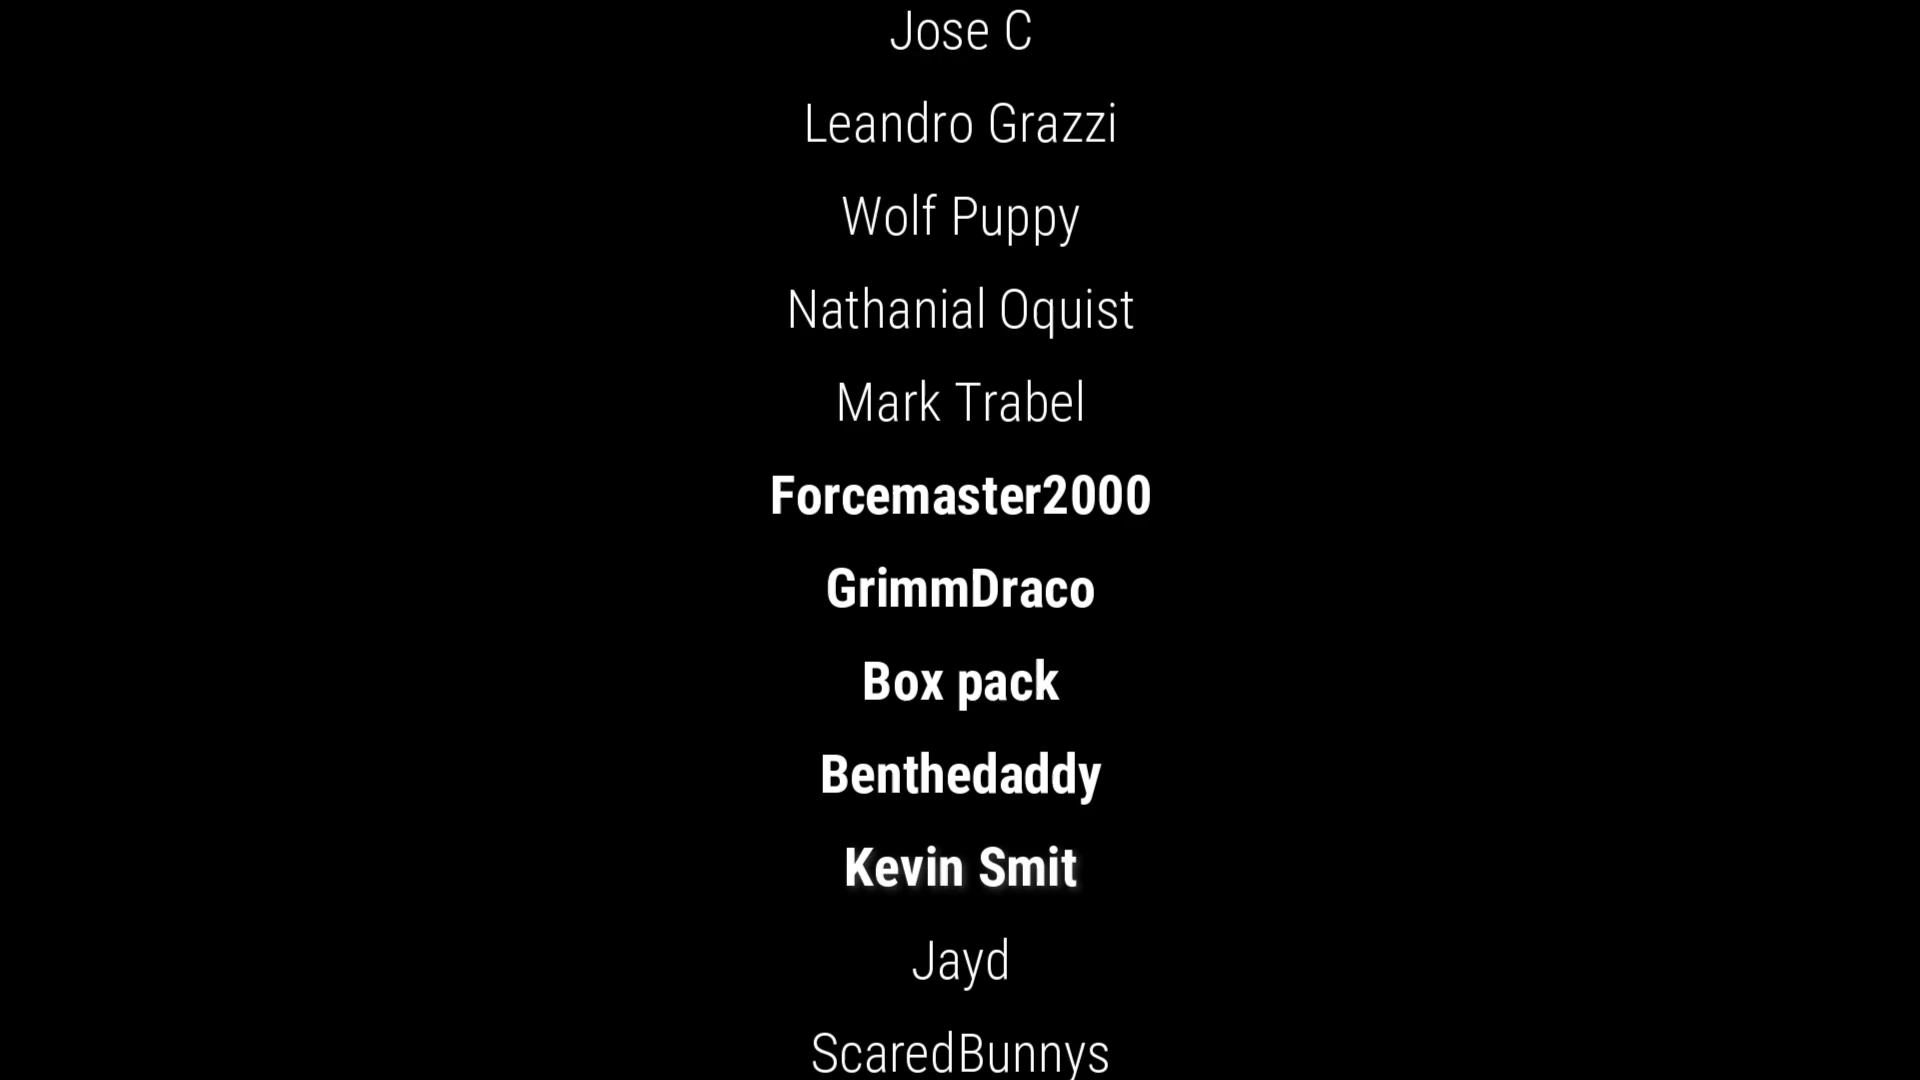 Jose C
Leandro Grazzi
Wolf Puppy
Nathanial Oquist
Mark Trabel
Forcemaster2000
GrimmDraco
Box pack
Benthedaddy
Kevin Smit
Jayd
ScaredBunnys